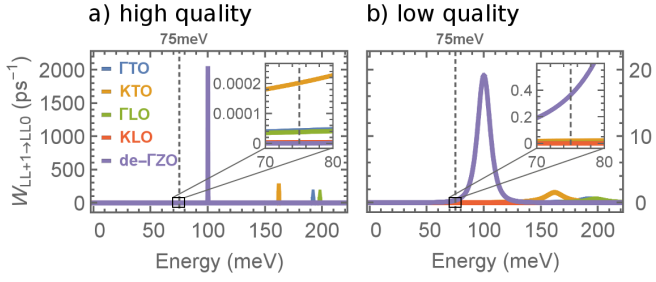 a) high quality
b) low quality
75meV
75meV
W_LL+1→LL0 (ps⁻¹)
2000
1500
1000
500
0
ΓTO
KTO
ΓLO
KLO
de-ΓZO
0.0002
0.0001
0
70
80
0.4
0.2
0
70
80
20
10
0
0
50
100
150
200
0
50
100
150
200
Energy (meV)
Energy (meV)